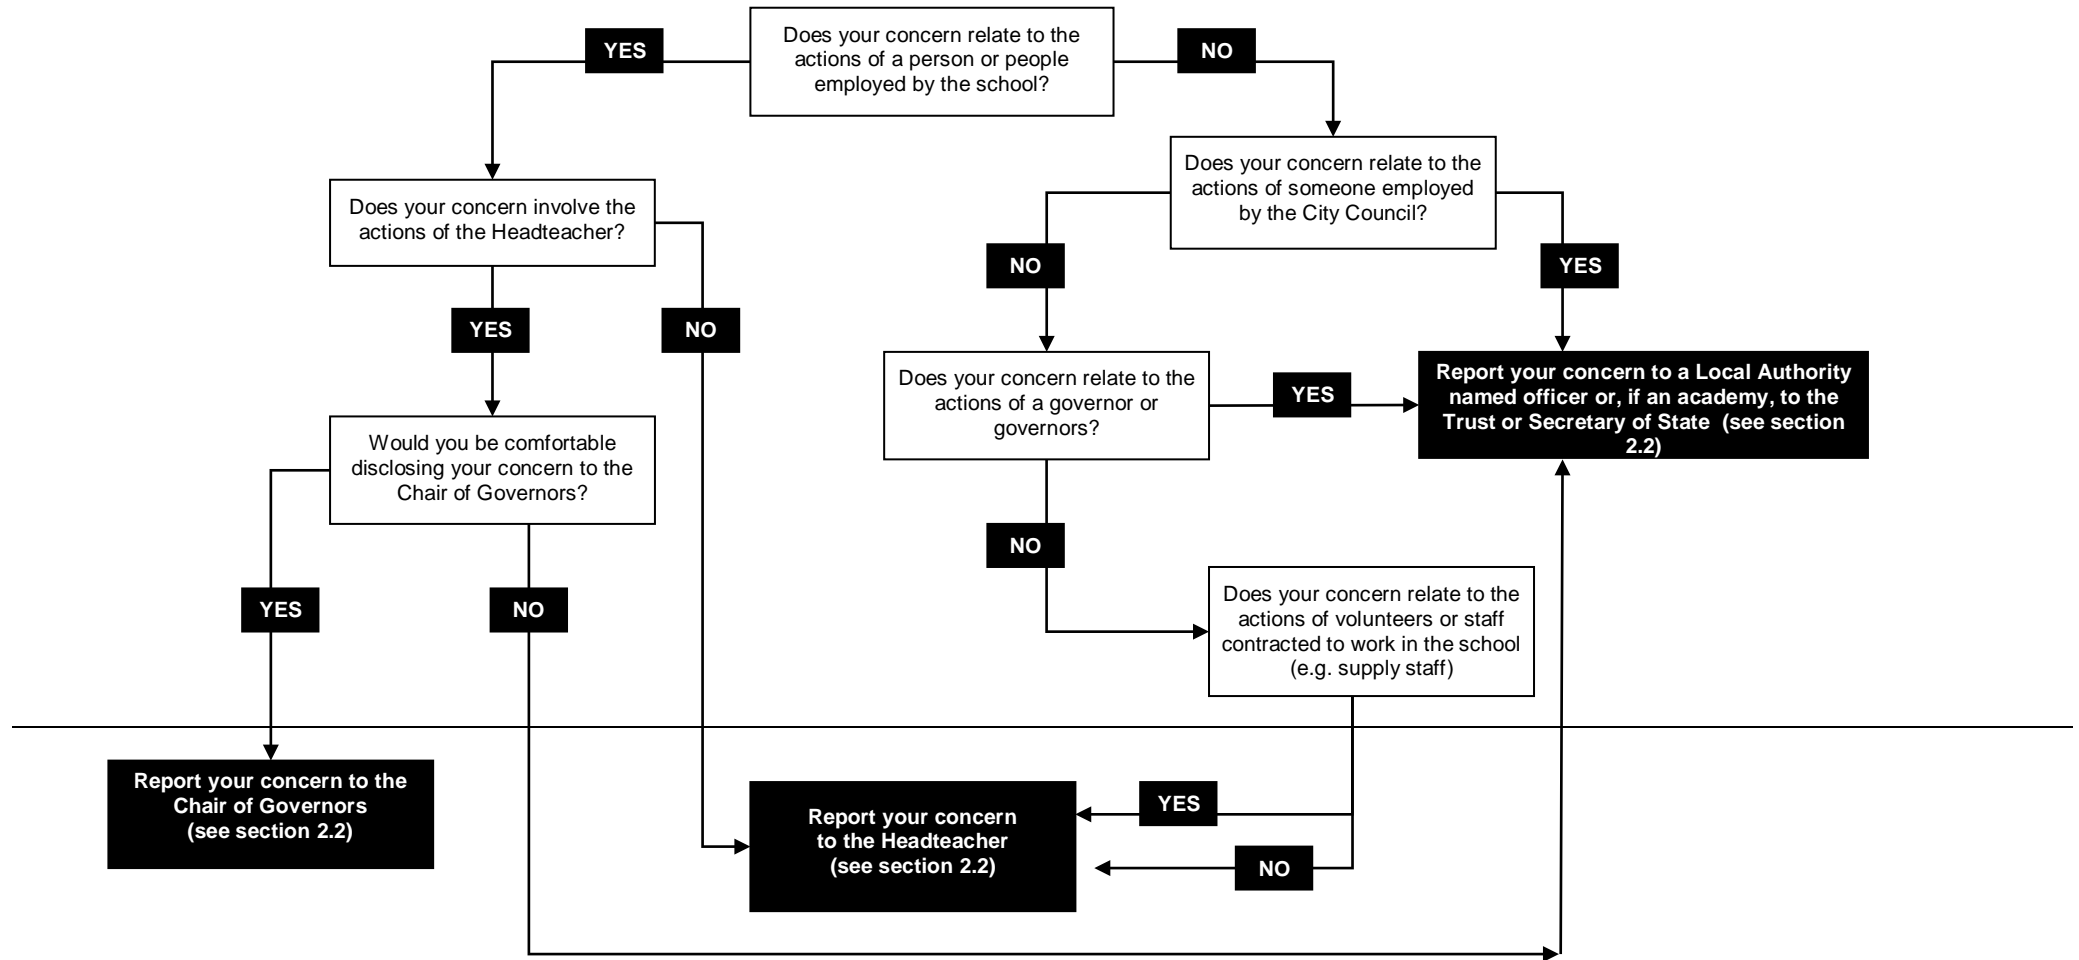 Does your concern relate to the
actions of a person or people
employed by the school?
YES
NO
Does your concern relate to the
actions of someone employed
by the City Council?
Does your concern involve the
actions of the Headteacher?
NO
YES
YES
NO
Does your concern relate to the
actions of a governor or
governors?
YES
Report your concern to a Local Authority
named officer or, if an academy, to the
Trust or Secretary of State (see section
2.2)
Would you be comfortable
disclosing your concern to the
Chair of Governors?
NO
YES
NO
Does your concern relate to the
actions of volunteers or staff
contracted to work in the school
(e.g. supply staff)
Report your concern to the
Chair of Governors
(see section 2.2)
Report your concern
to the Headteacher
(see section 2.2)
YES
NO